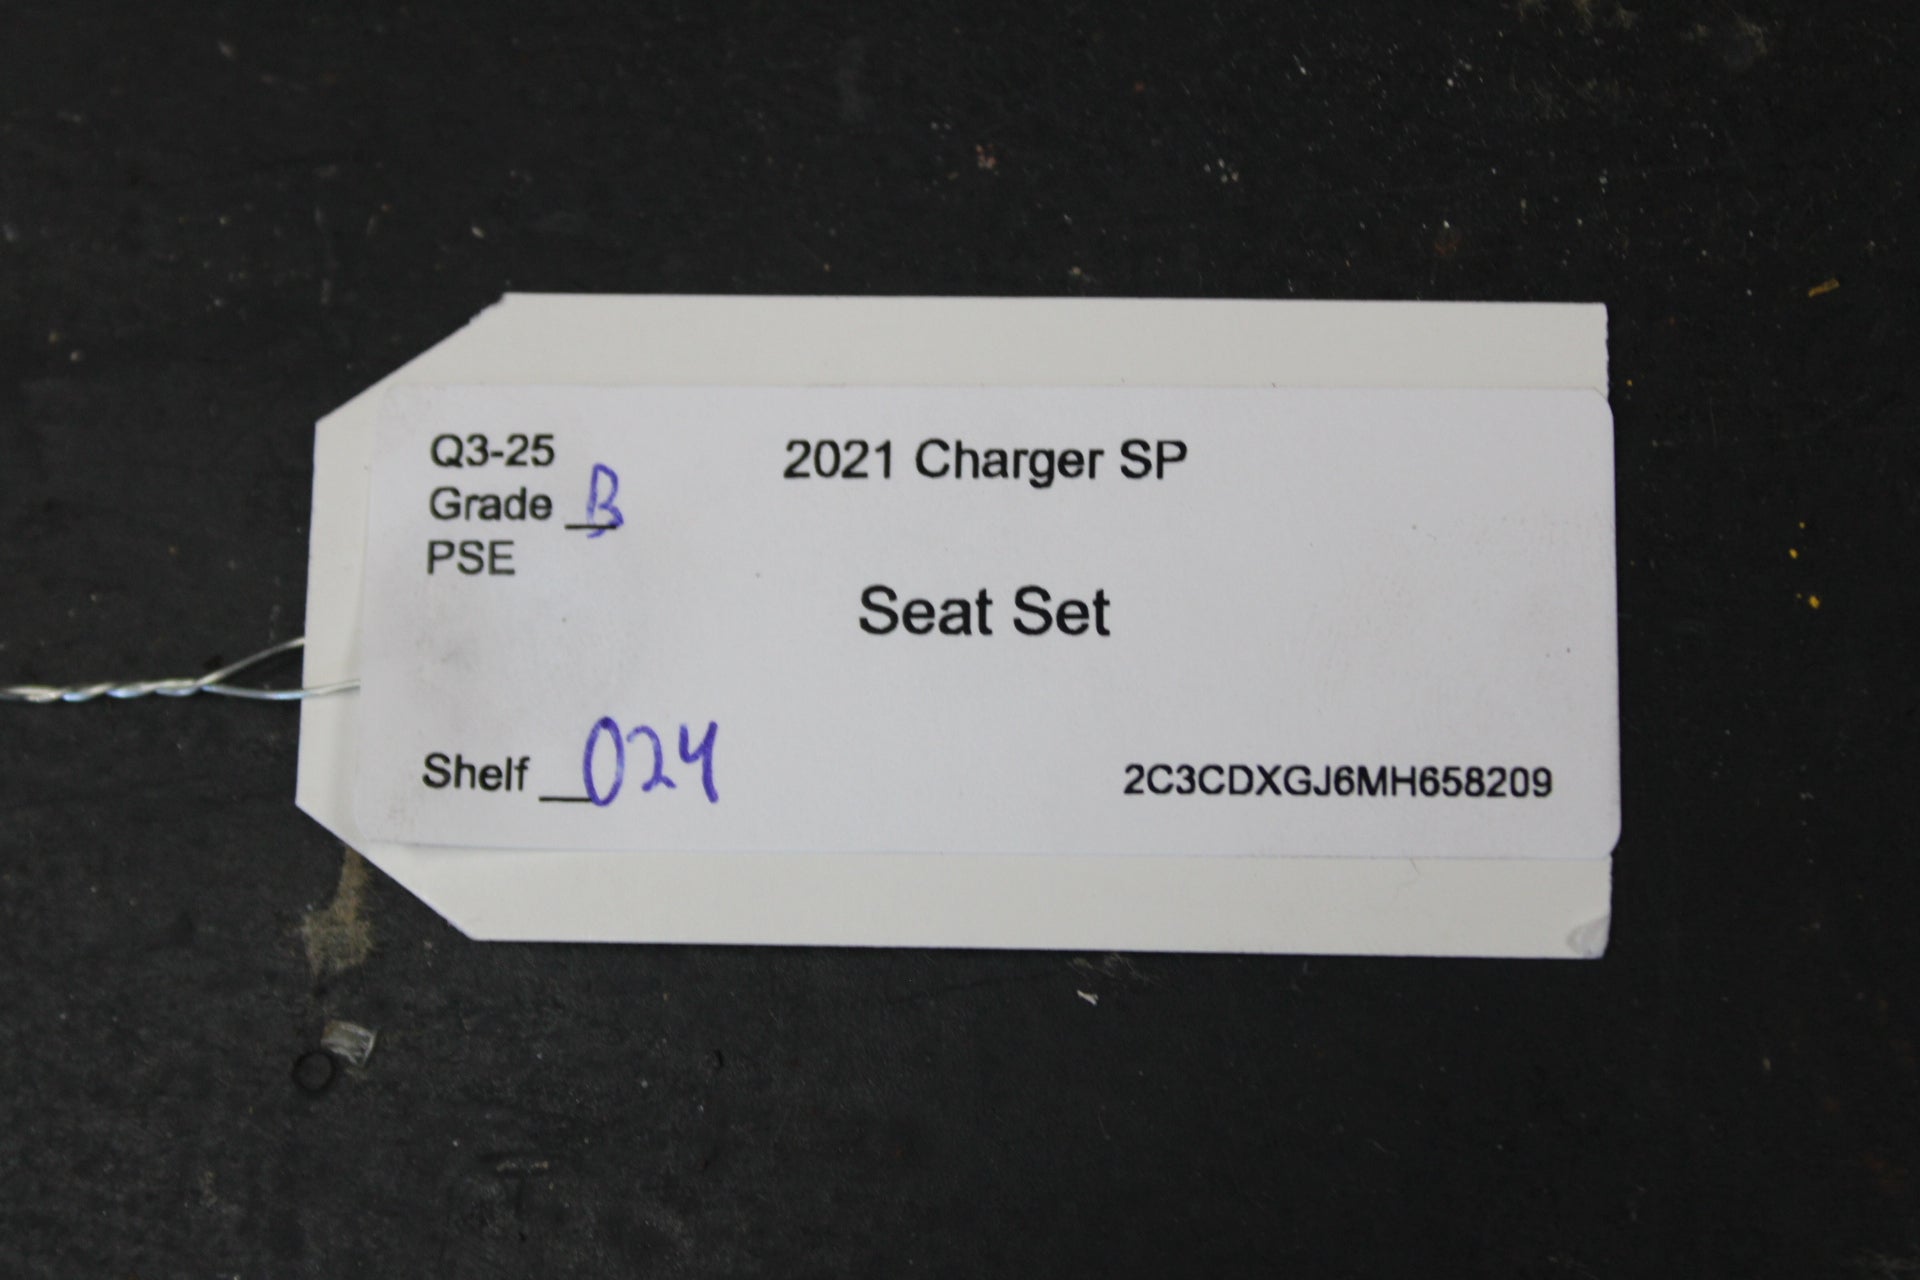 Q3-25
2021 Charger SP
Grade B
PSE
Seat Set
Shelf 024
2C3CDXGJ6MH658209